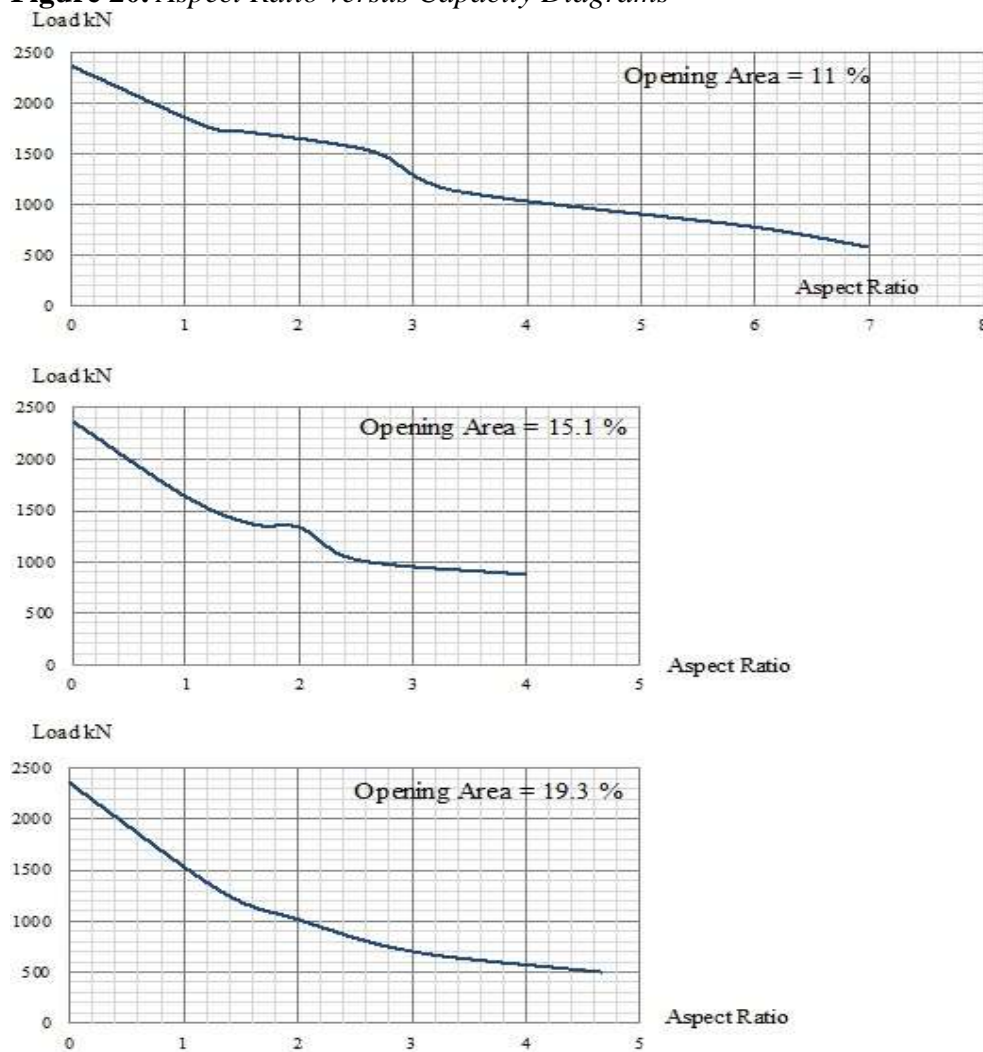 Figure 20. Aspect Ratio versus Capacity Diagrams
Load kN
2500
Opening Area = 11 %
2000
1500
1000
500
Aspect Ratio
0
0 1 2 3 4 5 6 7 8
Load kN
2500
Opening Area = 15.1 %
2000
1500
1000
500
0
Aspect Ratio
0 1 2 3 4 5
Load kN
2500
Opening Area = 19.3 %
2000
1500
1000
500
0
Aspect Ratio
0 1 2 3 4 5